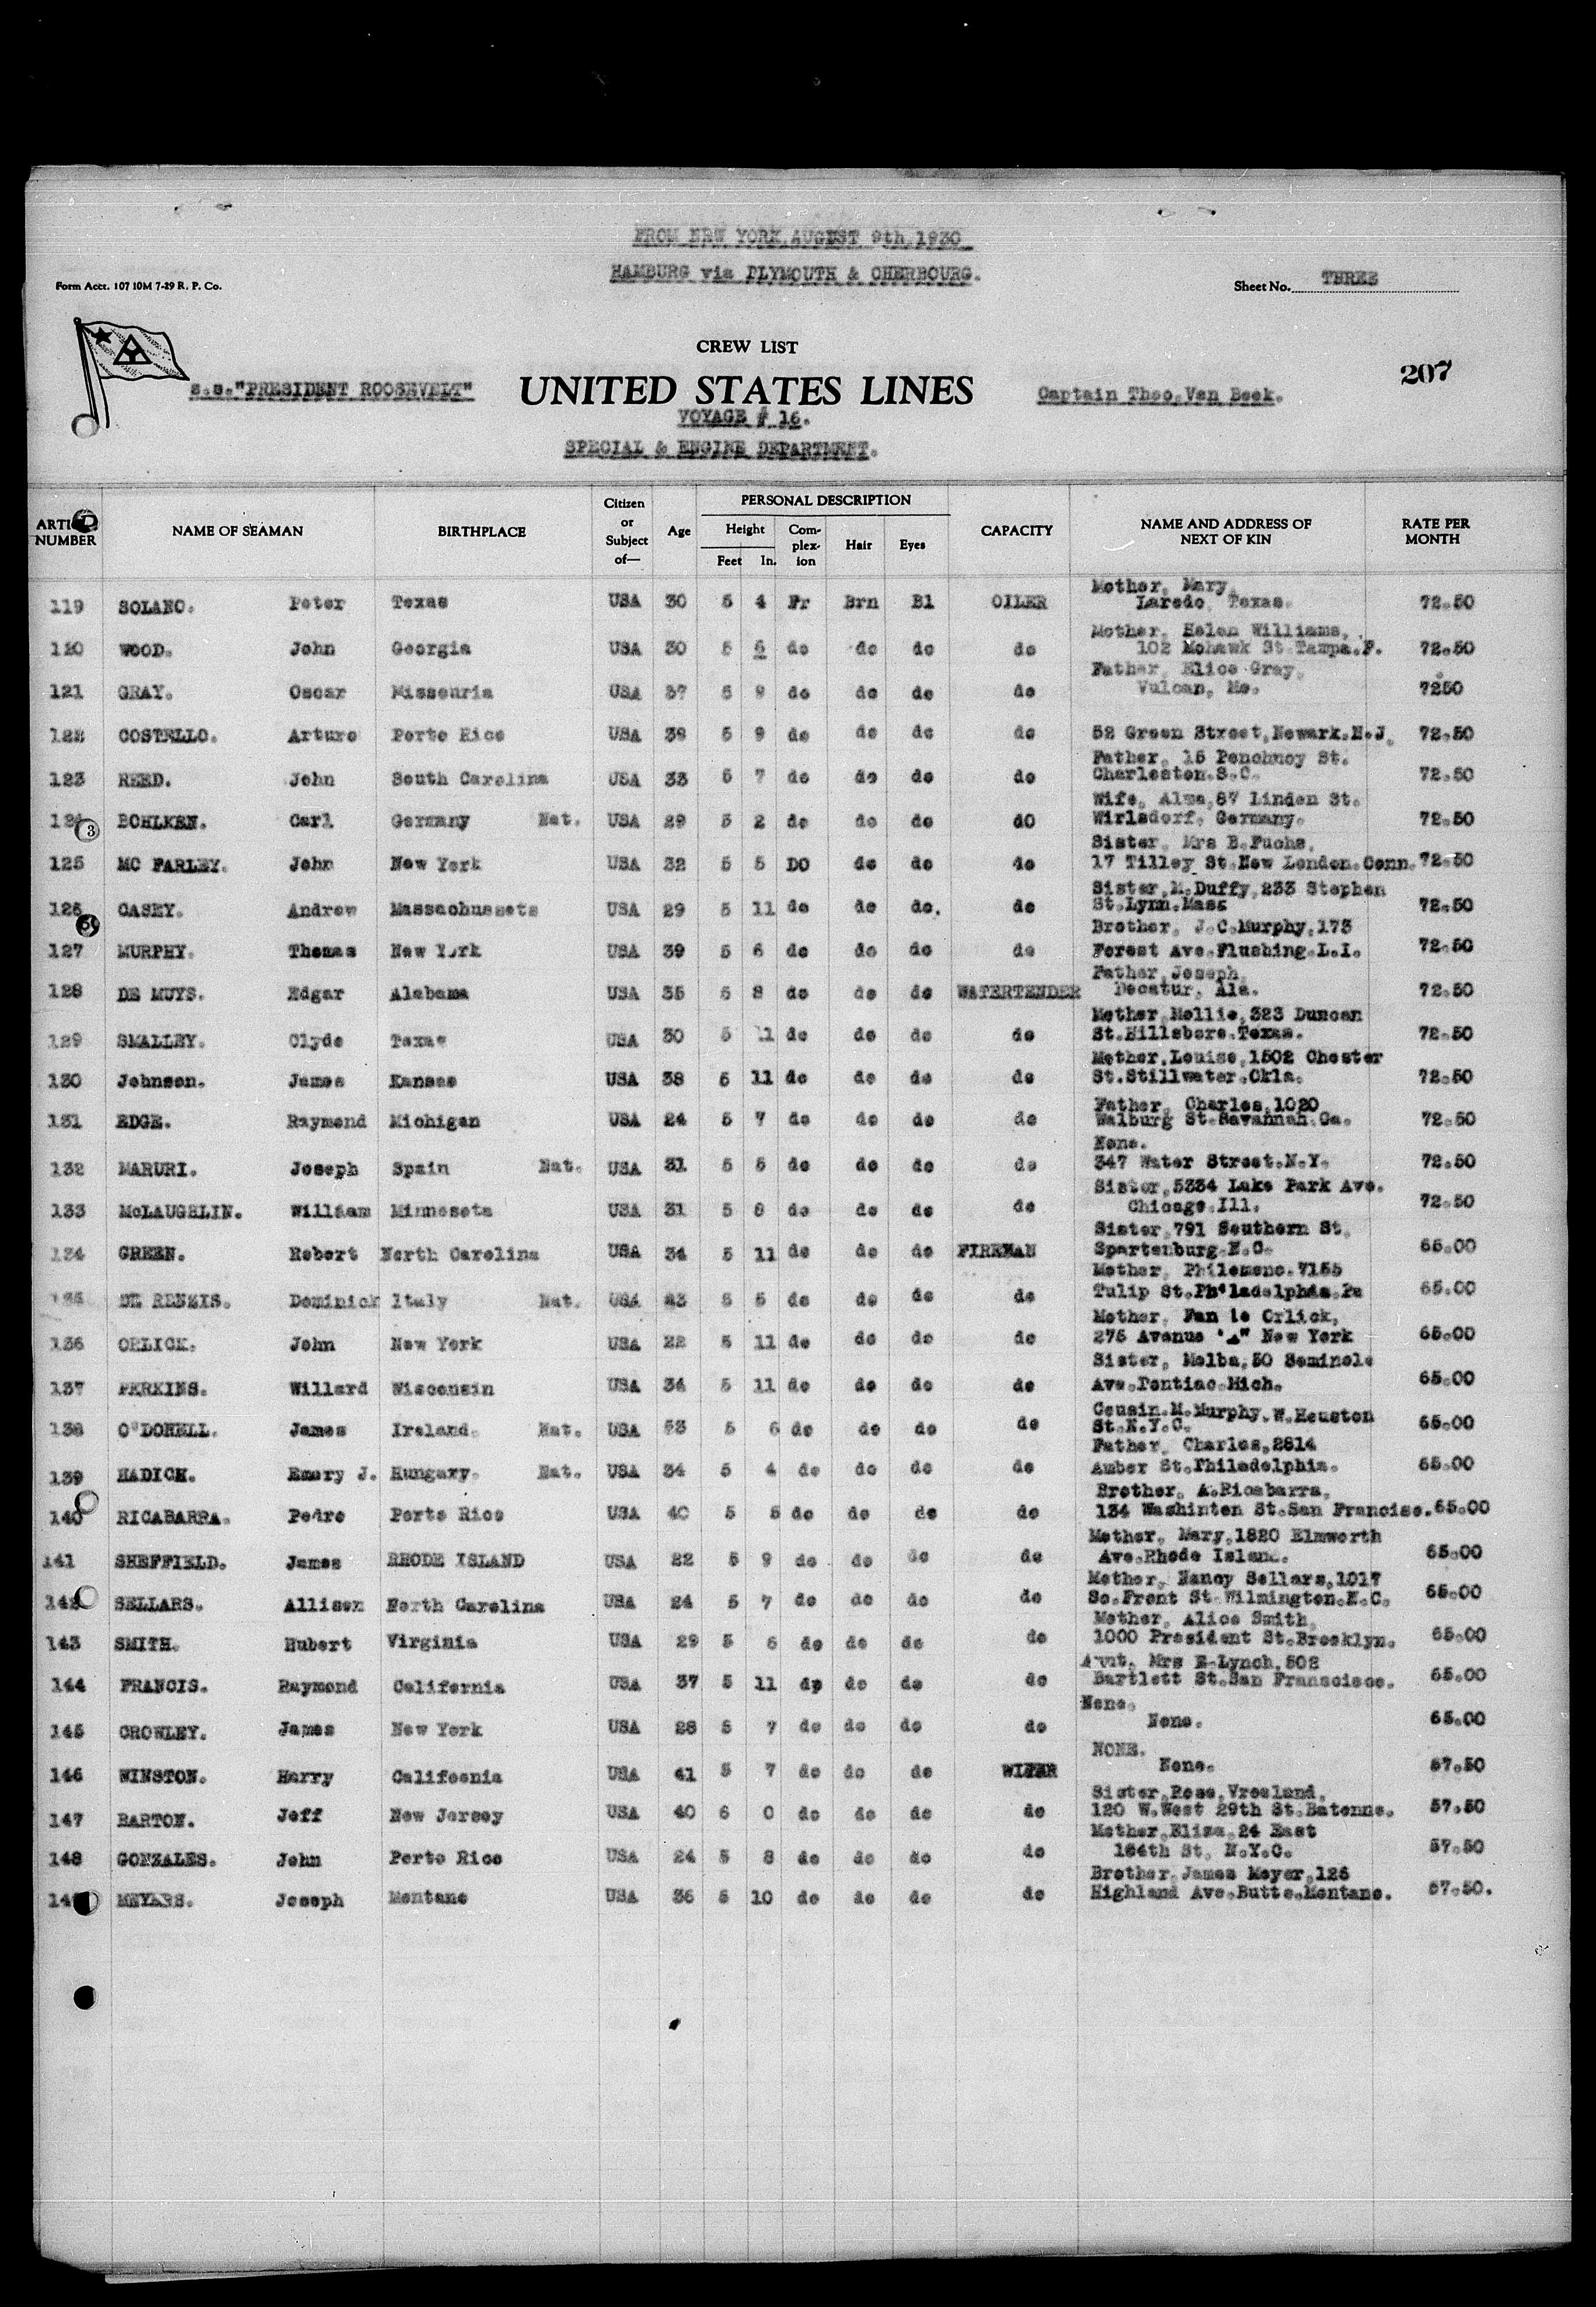 FROM NEW YORK, AUGUST 9th, 1930
HAMBURG via PLYMOUTH & CHERBOURG.
Form Acct. 107 10M 7-29 R. P. Co.
Sheet No. THREE
CREW LIST
207
s.s."PRESIDENT ROOSEVELT" UNITED STATES LINES Captain Theo. Van Beek.
VOYAGE # 16.
SPECIAL & ENGINE DEPARTMENT.
ARTICLE NUMBER NAME OF SEAMAN BIRTHPLACE Citizen or Subject of— Age PERSONAL DESCRIPTION Height Feet In. Complexion Hair Eyes CAPACITY NAME AND ADDRESS OF NEXT OF KIN RATE PER MONTH
Mother, Mary,
119 SOLANO. Peter Texas USA 30 5 4 Fr Brn Bl OILER Laredo, Texas. 72.50
Mother, Helen Williams,
120 WOOD. John Georgia USA 30 5 6 do do do do 102 Mohawk St.Tampa.F. 72.50
Father, Elice Gray,
121 GRAY. Oscar Missouria USA 37 5 9 do do do do Vulcan, Mo. 7250
122 COSTELLO. Arturo Porto Rico USA 39 5 9 do do do do 52 Green Street,Newark.N.J. 72.50
Father, 15 Penchucy St.
123 REED. John South Carolina USA 33 5 7 do do do do Charleston.S.C. 72.50
Wife, Alma,87 Linden St.
124 BOHLKEN. Carl Germany Nat. USA 29 5 2 do do do dO Wirlsdorf, Germany. 72.50
3
Sister, Mrs B.Fuchs,
125 MC FARLEY. John New York USA 32 5 5 DO do do do 17 Tilley St.New London.Conn. 72.50
Sister,M.Duffy,233 Stephen
126 CASEY. Andrew Massachussets USA 29 5 11 do do do. do St.Lynn.Mass 72.50
Brother, J.C.Murphy,173
127 MURPHY. Thomas New York USA 39 5 6 do do do do Forest Ave.Flushing.L.I. 72.50
Father,Joseph,
128 DE MUYS. Edgar Alabama USA 35 5 8 do do do WATERTENDER Decatur, Ala. 72.50
Mother,Mollie,323 Duncan
129 SMALLEY. Clyde Texas USA 30 5 11 do do do do St.Hillsboro.Texas. 72.50
Mother.Louise,1502 Chester
130 Johnson. James Kansas USA 38 5 11 do do do do St.Stillwater.Okla. 72.50
Father, Charles,1020
131 EDGE. Raymond Michigan USA 24 5 7 do do do do Walburg St.Savannah.Ga. 72.50
None.
132 MARURI. Joseph Spain Nat. USA 31 5 5 do do do do 347 Water Street.N.Y. 72.50
Sister,5334 Lake Park Ave.
133 McLAUGHLIN. William Minnesota USA 31 5 8 do do do do Chicago.Ill. 72.50
Sister,791 Southern St.
134 GREEN. Robert North Carolina USA 34 5 11 do do do FIREMAN Spartenburg.N.C. 65.00
Mother, Philemeno.7155
135 DE RENZIS. Dominick Italy Nat. USA 23 5 5 do do do do Tulip St.Philadelphia.Pa 65.00
Mother, Fannie Orlick,
136 ORLICK. John New York USA 22 5 11 do do do do 275 Avenue "A" New York 65.00
Sister, Melba,50 Seminole
137 PERKINS. Willard Wisconsin USA 34 5 11 do do do do Ave.Pontiac.Mich. 65.00
Cousin.M.Murphy.W.Houston
138 O'DONELL. James Ireland. Nat. USA 53 5 6 do do do do St.N.Y.C. 65.00
Father, Charles,2814
139 HADICH. Emery J. Hungary. Nat. USA 34 5 4 do do do do Amber St.Philadelphia. 65.00
Brother, A.Ricabarra,
140 RICABARRA. Pedro Porto Rico USA 40 5 5 do do do do 134 Washinton St.San Francisc. 65.00
Mother, Mary,1820 Elmworth
141 SHEFFIELD. James RHODE ISLAND USA 22 5 9 do do do do Ave.Rhode Island. 65.00
Mother, Nancy Sellars,1017
142 SELLARS. Allison North Carolina USA 24 5 7 do do do do So.Front St.Wilmington.N.C. 65.00
Mother, Alice Smith,
143 SMITH. Hubert Virginia USA 29 5 6 do do do do 1000 President St.Brooklyn. 65.00
Aunt. Mrs E.Lynch,502
144 FRANCIS. Raymond California USA 37 5 11 do do do do Bartlett St.San Franscisco. 65.00
None.
145 CROWLEY. James New York USA 28 5 7 do do do do None. 65.00
NONE.
146 WINSTON. Harry Califoenia USA 41 5 7 do do do WIPER None. 57.50
Sister,Rose,Vreeland,
147 BARTON. Jeff New Jersey USA 40 6 0 do do do do 120 W.West 29th St.Batonne. 57.50
Mother,Eliza,24 East
148 GONZALES. John Porto Rico USA 24 5 8 do do do do 184th St. N.Y.C. 57.50
Brother,James Meyer,126
149 MEYERS. Joseph Montana USA 36 5 10 do do do do Highland Ave.Butte.Montana. 57.50.